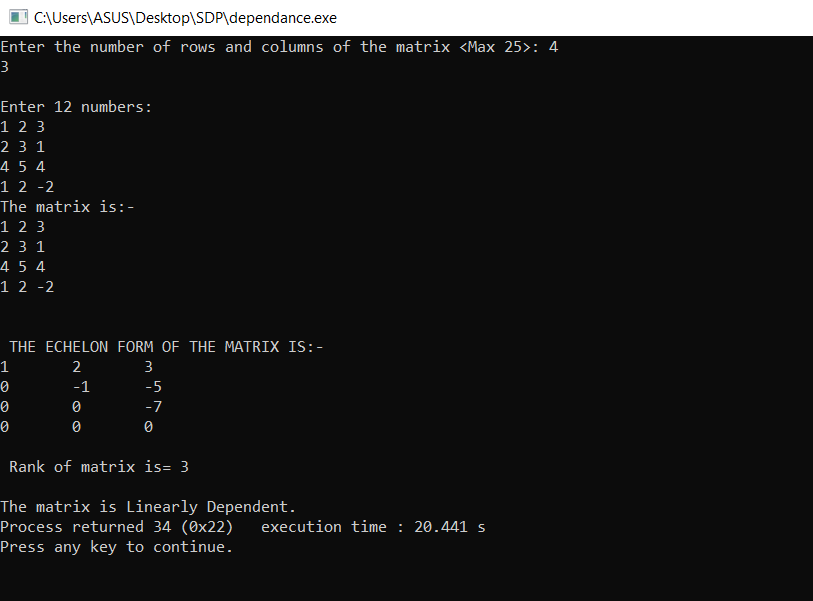 C:\Users\ASUS\Desktop\SDP\dependance.exe
Enter the number of rows and columns of the matrix <Max 25>: 4
3
Enter 12 numbers:
1 2 3
2 3 1
4 5 4
1 2 -2
The matrix is:-
1 2 3
2 3 1
4 5 4
1 2 -2
THE ECHELON FORM OF THE MATRIX IS:-
1 2 3
0 -1 -5
0 0 -7
0 0 0
Rank of matrix is= 3
The matrix is Linearly Dependent.
Process returned 34 (0x22) execution time : 20.441 s
Press any key to continue.